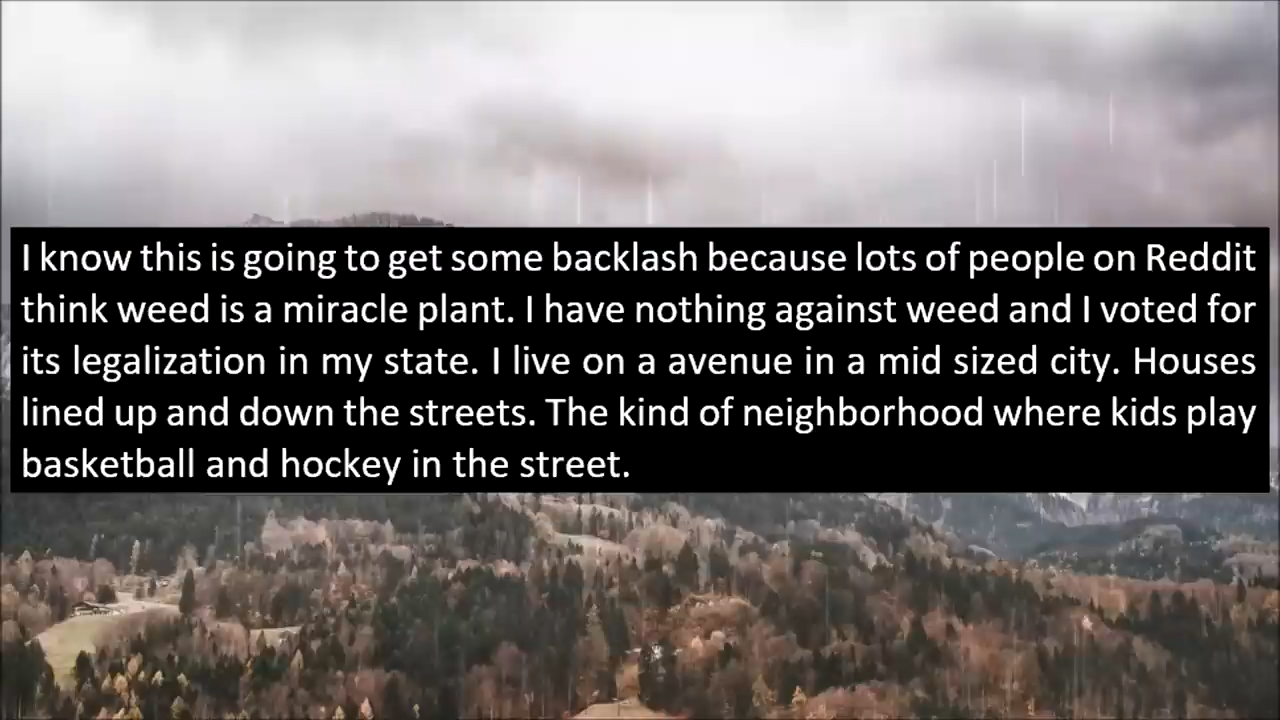 I know this is going to get some backlash because lots of people on Reddit
think weed is a miracle plant. I have nothing against weed and I voted for
its legalization in my state. I live on a avenue in a mid sized city. Houses
lined up and down the streets. The kind of neighborhood where kids play
basketball and hockey in the street.